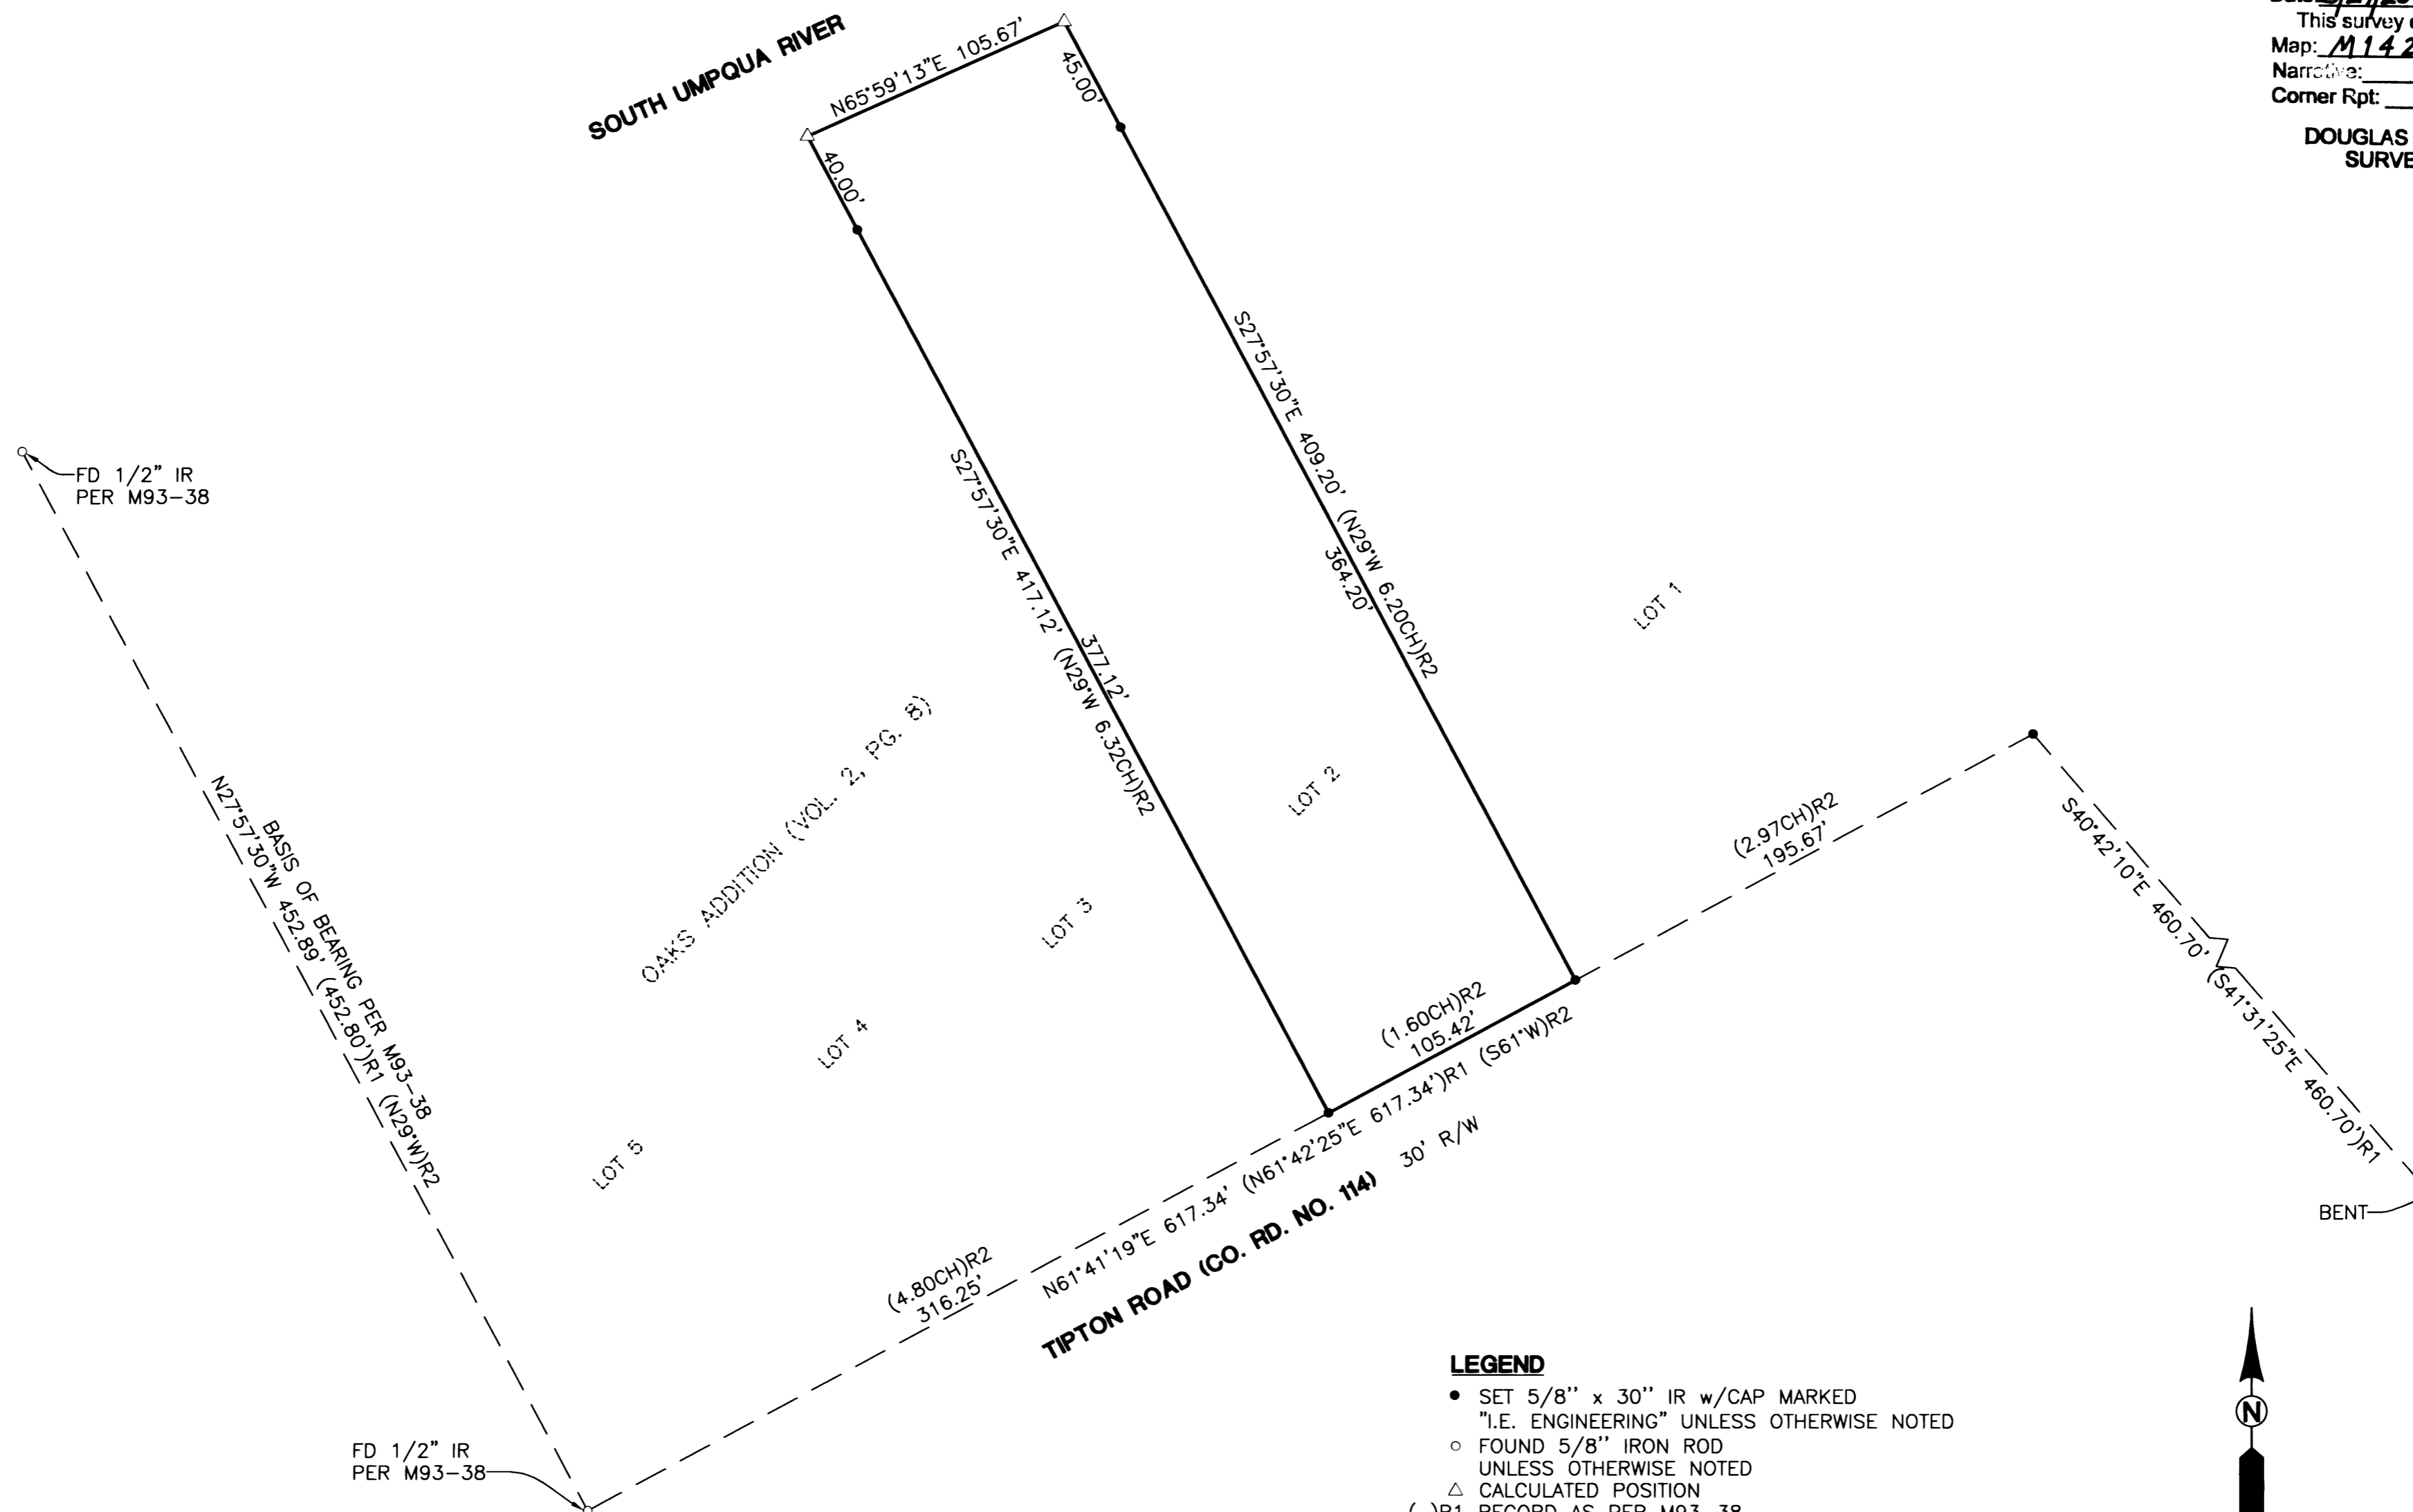 This survey
Map: M142
Narrative:
Corner Rpt:
DOUGLAS
SURVE
SOUTH UMPQUA RIVER
N65°59'13"E 105.67'
45.00'
40.00'
FD 1/2" IR
PER M93-38
S27°57'30"E 409.20' (N29°W 6.20CH)R2
364.20'
S27°57'30"E 417.12' (N29°W 6.32CH)R2
377.12'
LOT 1
LOT 2
LOT 3
LOT 4
LOT 5
OAKS ADDITION (VOL. 2, PG. 8)
BASIS OF BEARING PER M93-38
N27°57'30"W 452.89' (452.80')R1 (N29°W)R2
(2.97CH)R2
195.67'
S40°42'10"E 460.70' (S41°31'25"E 460.70')R1
BENT
(1.60CH)R2
105.42'
(4.80CH)R2
316.25'
N61°41'19"E 617.34' (N61°42'25"E 617.34')R1 (S61°W)R2
TIPTON ROAD (CO. RD. NO. 114) 30' R/W
FD 1/2" IR
PER M93-38
LEGEND
● SET 5/8'' x 30'' IR w/CAP MARKED
"I.E. ENGINEERING" UNLESS OTHERWISE NOTED
○ FOUND 5/8'' IRON ROD
UNLESS OTHERWISE NOTED
△ CALCULATED POSITION
( )R1 RECORD AS PER M93-38
N